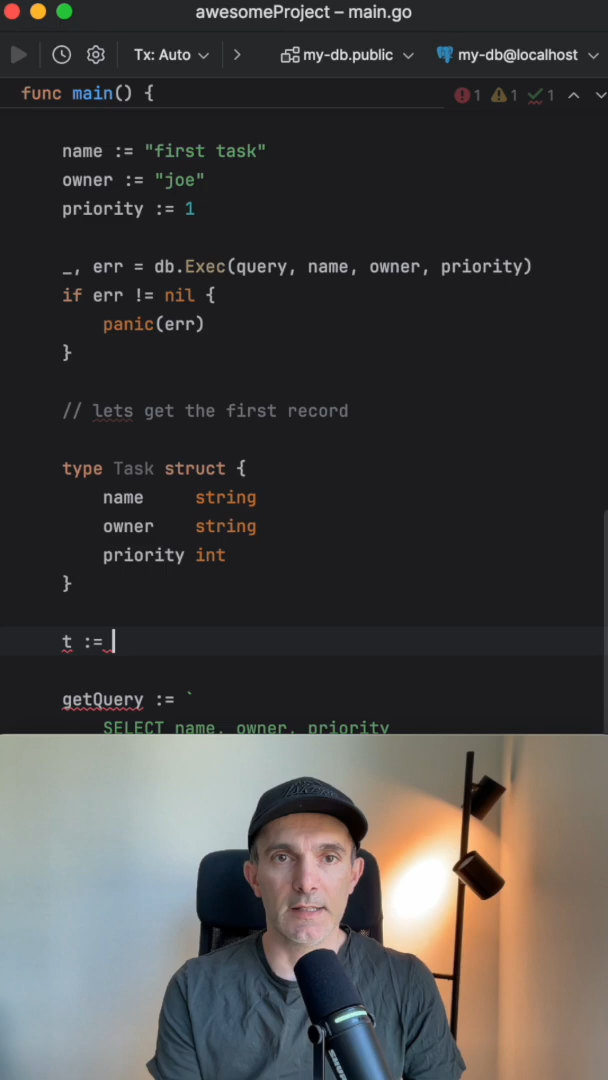 awesomeProject – main.go
Tx: Auto
my-db.public
my-db@localhost
func main() {
1
1
1
name := "first task"
owner := "joe"
priority := 1
_, err = db.Exec(query, name, owner, priority)
if err != nil {
panic(err)
}
// lets get the first record
type Task struct {
name string
owner string
priority int
}
t :=
getQuery := `
SELECT name, owner, priority
SHURE